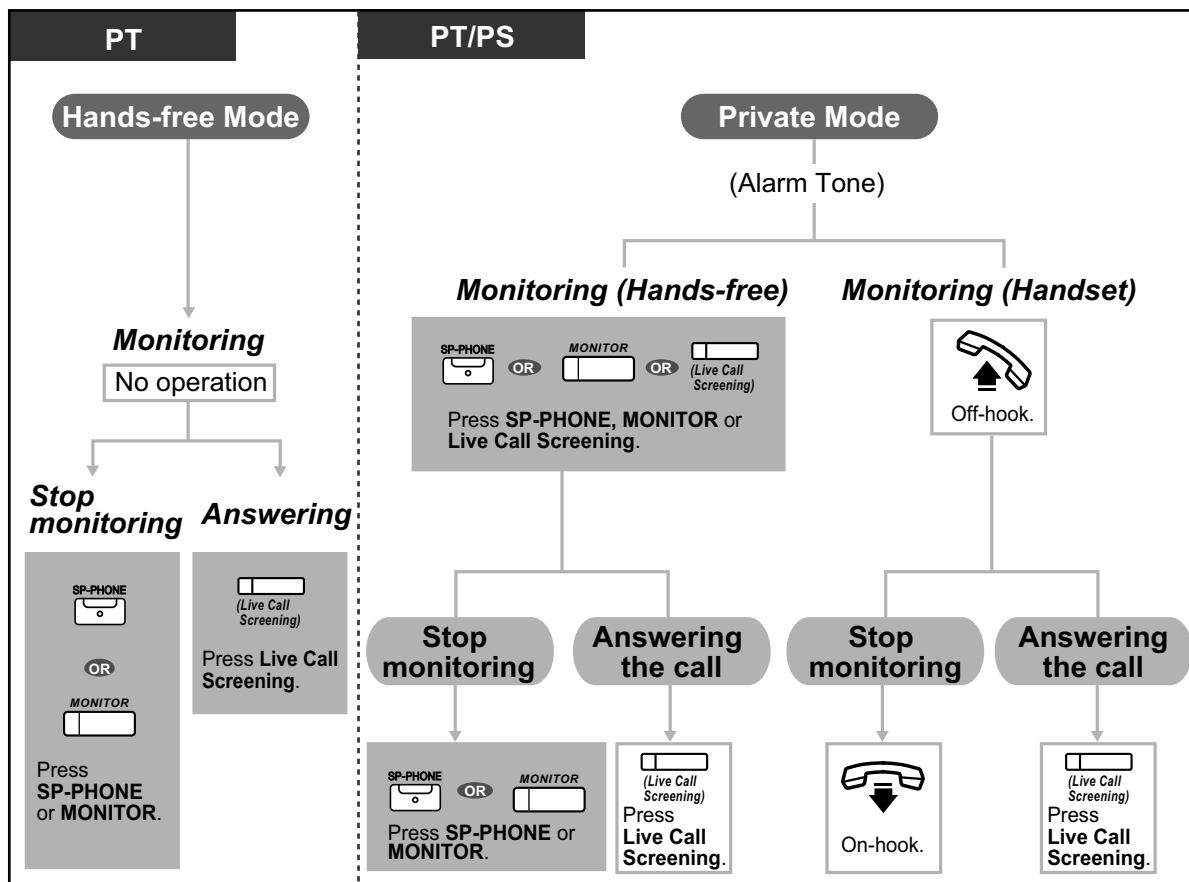 PT
Hands-free Mode
Monitoring
No operation
Stop
monitoring
SP-PHONE
OR
MONITOR
Press
SP-PHONE
or MONITOR.
Answering
(Live Call
Screening)
Press Live Call
Screening.
PT/PS
Private Mode
(Alarm Tone)
Monitoring (Hands-free)
SP-PHONE
OR
MONITOR
OR
(Live Call
Screening)
Press SP-PHONE, MONITOR or
Live Call Screening.
Stop
monitoring
SP-PHONE
OR
MONITOR
Press SP-PHONE or
MONITOR.
Answering
the call
(Live Call
Screening)
Press
Live Call
Screening.
Monitoring (Handset)
Off-hook.
Stop
monitoring
On-hook.
Answering
the call
(Live Call
Screening)
Press
Live Call
Screening.